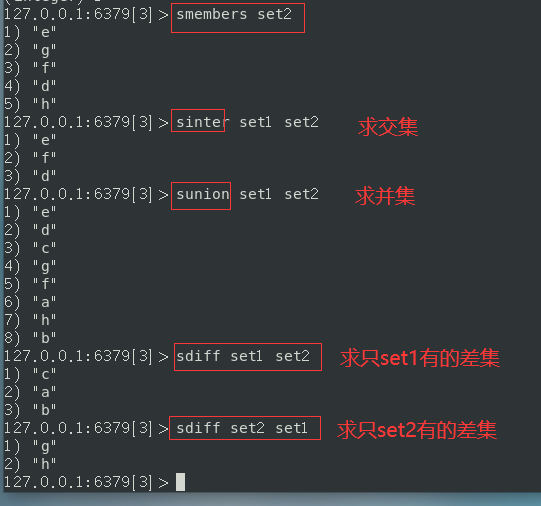 127.0.0.1:6379[3]> smembers set2
1) "e"
2) "g"
3) "f"
4) "d"
5) "h"
127.0.0.1:6379[3]> sinter set1 set2 求交集
1) "e"
2) "f"
3) "d"
127.0.0.1:6379[3]> sunion set1 set2 求并集
1) "e"
2) "d"
3) "c"
4) "g"
5) "f"
6) "a"
7) "h"
8) "b"
127.0.0.1:6379[3]> sdiff set1 set2 求只set1有的差集
1) "c"
2) "a"
3) "b"
127.0.0.1:6379[3]> sdiff set2 set1 求只set2有的差集
1) "g"
2) "h"
127.0.0.1:6379[3]>